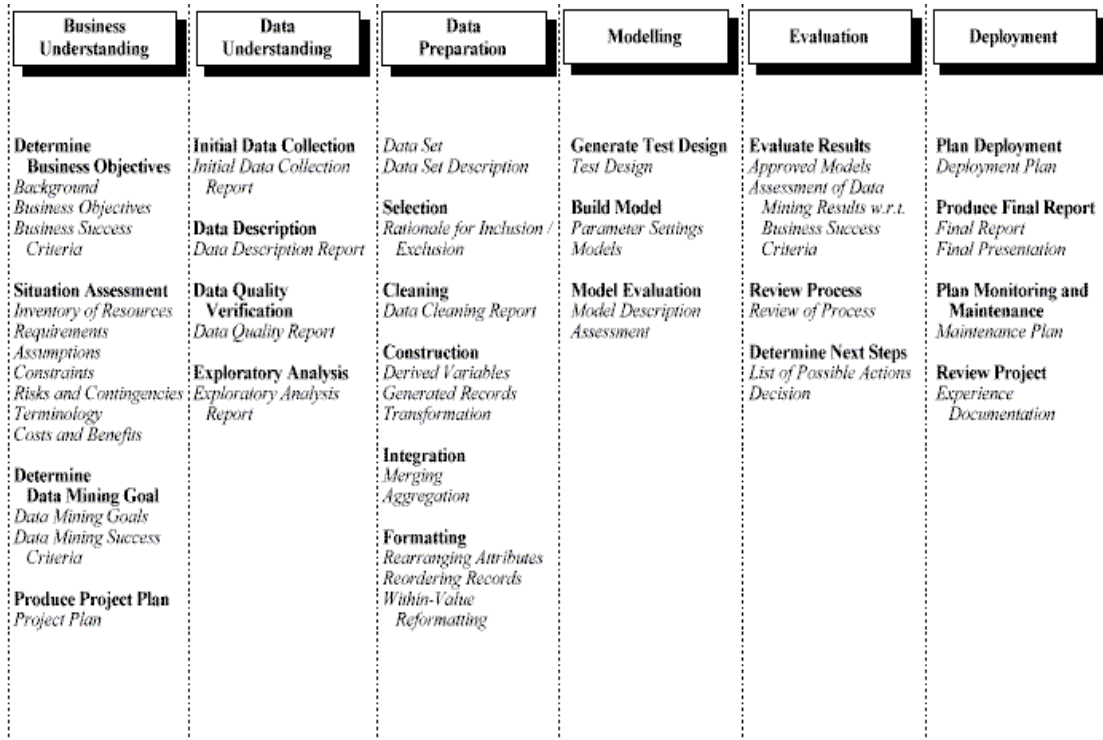 Business
Understanding
Data
Understanding
Data
Preparation
Modelling
Evaluation
Deployment
Determine
Business Objectives
Background
Business Objectives
Business Success
Criteria
Situation Assessment
Inventory of Resources
Requirements
Assumptions
Constraints
Risks and Contingencies
Terminology
Costs and Benefits
Determine
Data Mining Goal
Data Mining Goals
Data Mining Success
Criteria
Produce Project Plan
Project Plan
Initial Data Collection
Initial Data Collection
Report
Data Description
Data Description Report
Data Quality
Verification
Data Quality Report
Exploratory Analysis
Exploratory Analysis
Report
Data Set
Data Set Description
Selection
Rationale for Inclusion /
Exclusion
Cleaning
Data Cleaning Report
Construction
Derived Variables
Generated Records
Transformation
Integration
Merging
Aggregation
Formatting
Rearranging Attributes
Reordering Records
Within-Value
Reformatting
Generate Test Design
Test Design
Build Model
Parameter Settings
Models
Model Evaluation
Model Description
Assessment
Evaluate Results
Approved Models
Assessment of Data
Mining Results w.r.t.
Business Success
Criteria
Review Process
Review of Process
Determine Next Steps
List of Possible Actions
Decision
Plan Deployment
Deployment Plan
Produce Final Report
Final Report
Final Presentation
Plan Monitoring and
Maintenance
Maintenance Plan
Review Project
Experience
Documentation